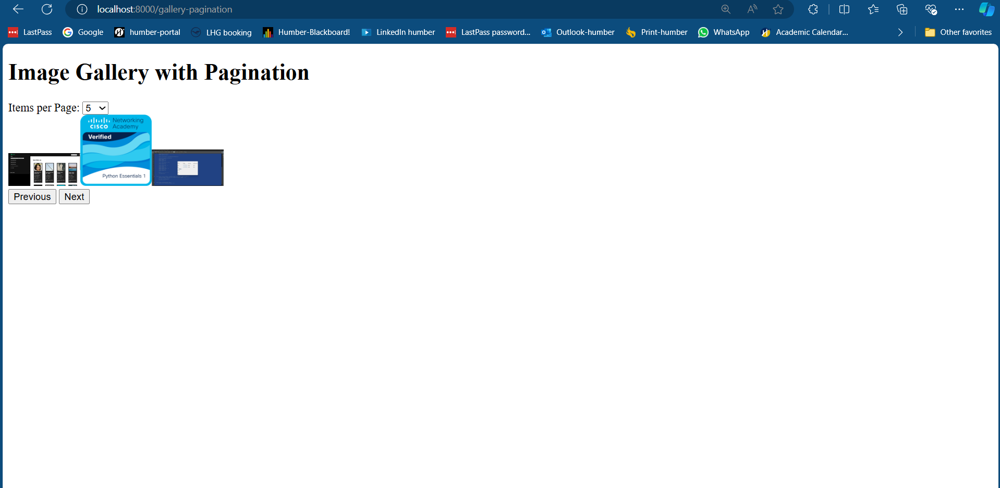 localhost:8000/gallery-pagination
LastPass Google humber-portal LHG booking Humber-Blackboard! LinkedIn humber LastPass password... Outlook-humber Print-humber WhatsApp Academic Calendar... Other favorites
Image Gallery with Pagination
Items per Page: 5
CISCO Networking Academy
Verified
Python Essentials 1
Previous Next